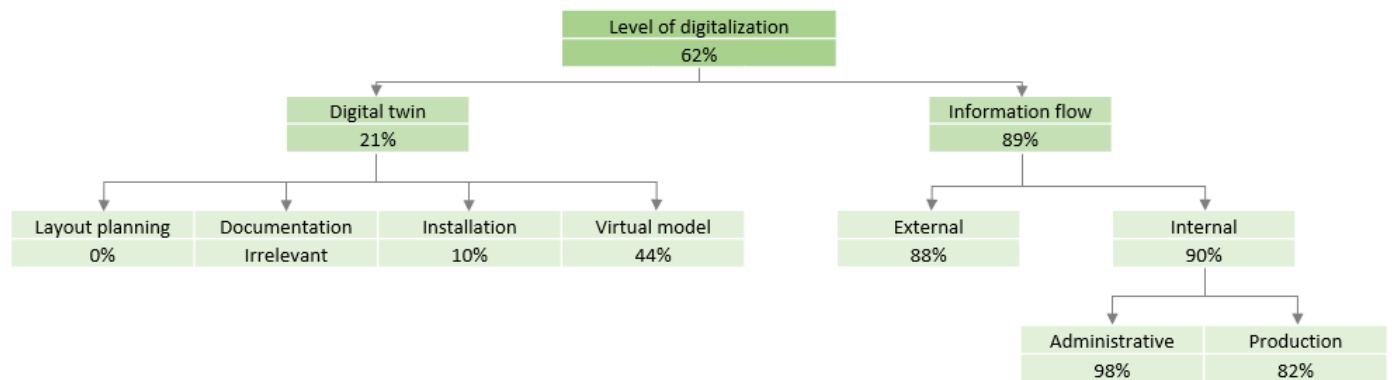 Level of digitalization
62%
Digital twin
21%
Information flow
89%
Layout planning
0%
Documentation
Irrelevant
Installation
10%
Virtual model
44%
External
88%
Internal
90%
Administrative
98%
Production
82%